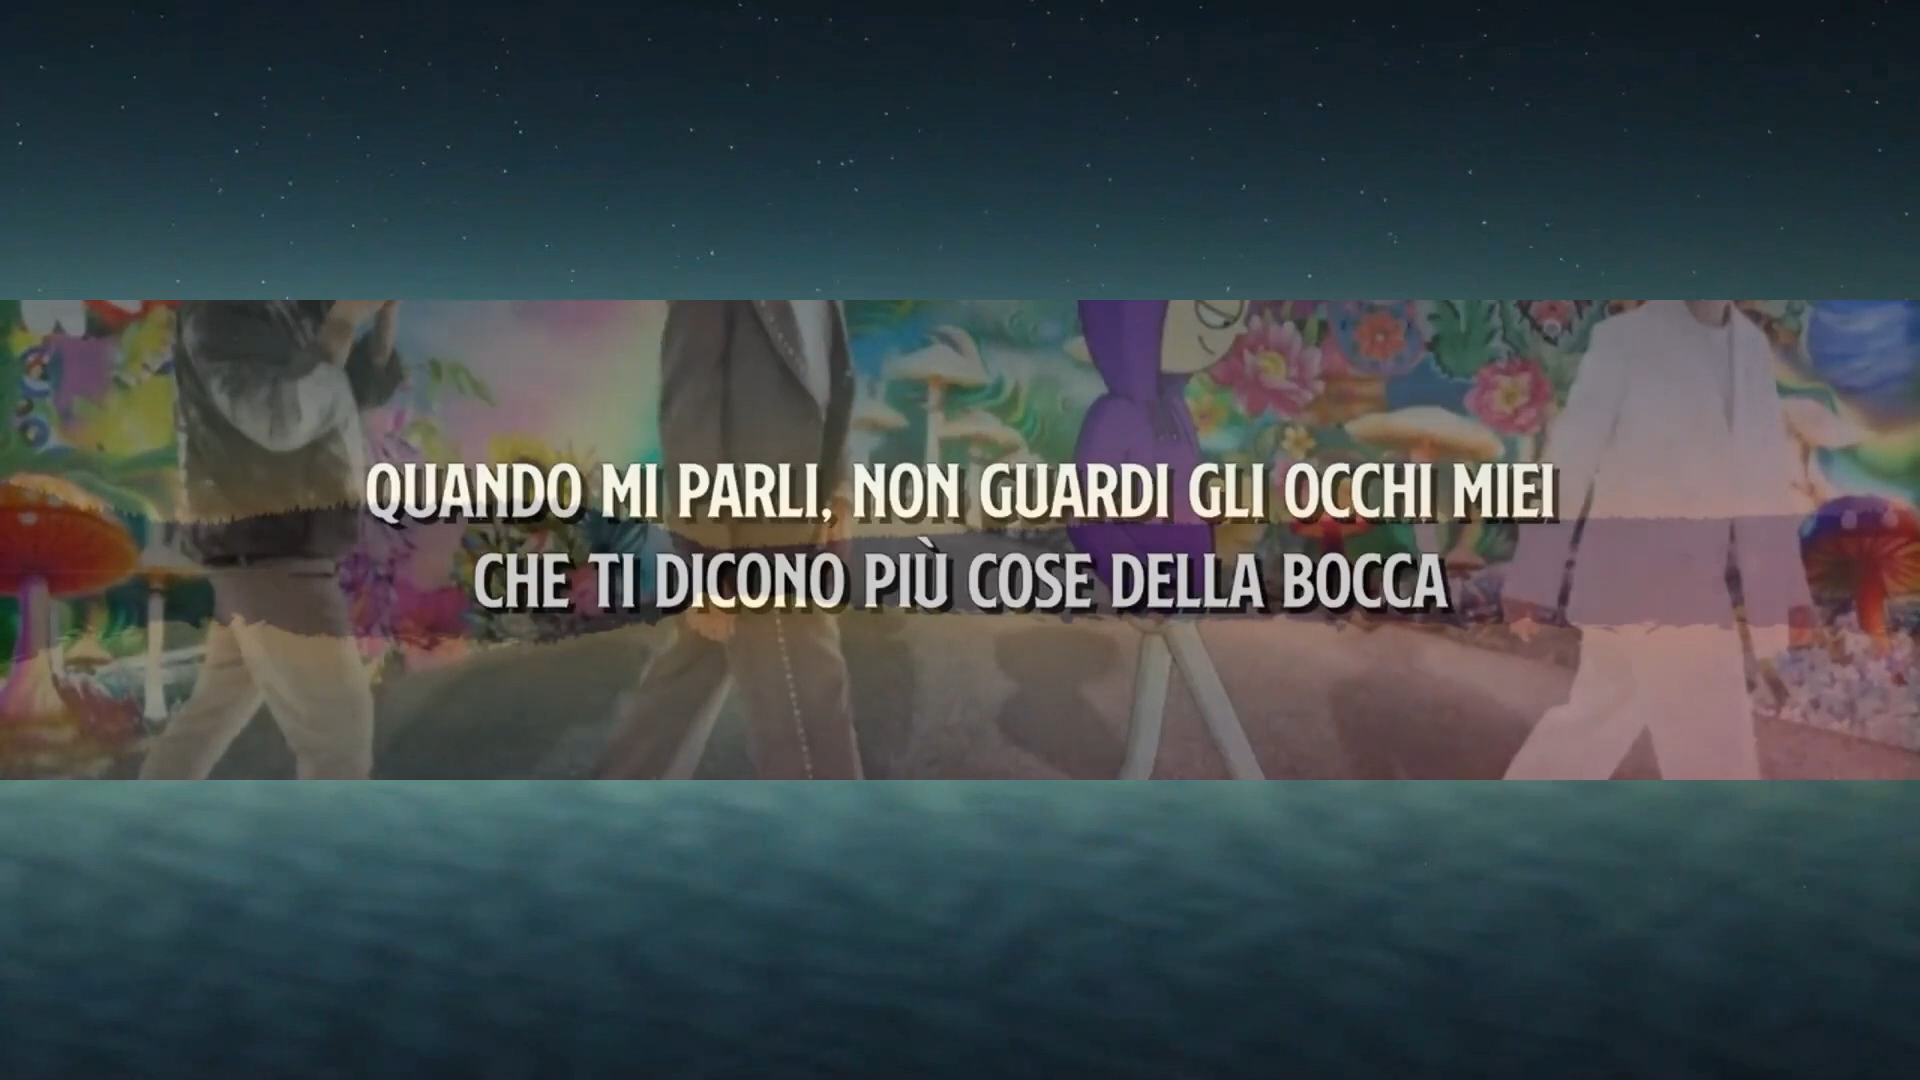 QUANDO MI PARLI, NON GUARDI GLI OCCHI MIEI
CHE TI DICONO PIÙ COSE DELLA BOCCA